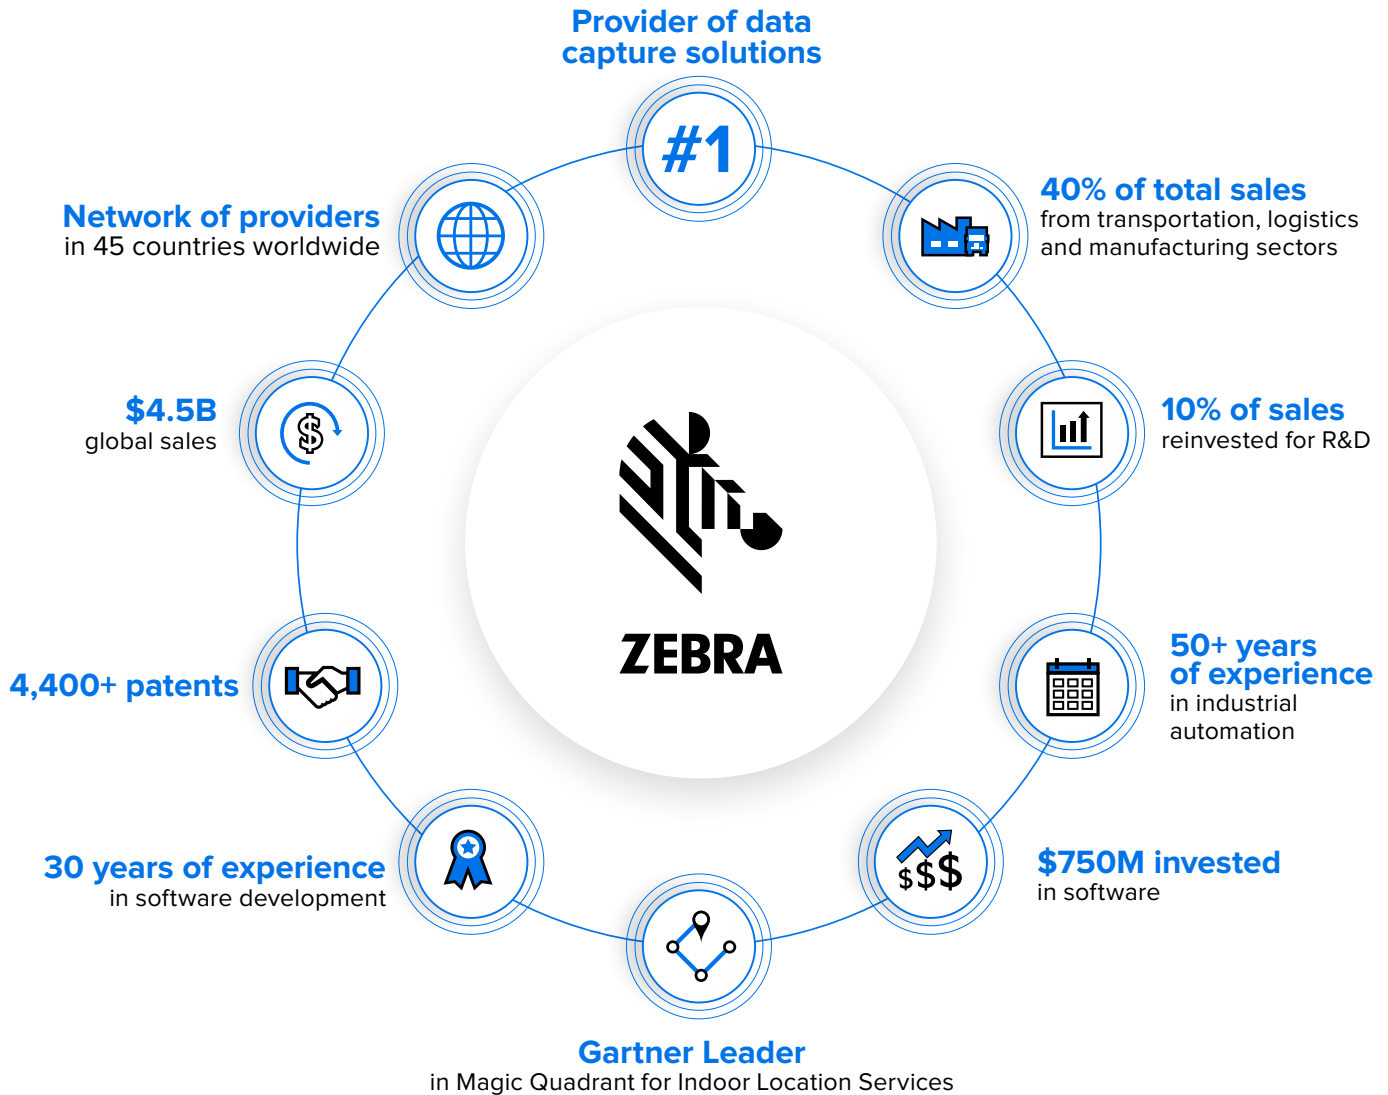 Provider of data
capture solutions
#1
40% of total sales
from transportation, logistics
and manufacturing sectors
10% of sales
reinvested for R&D
50+ years
of experience
in industrial
automation
$750M invested
in software
$$$
Gartner Leader
in Magic Quadrant for Indoor Location Services
30 years of experience
in software development
4,400+ patents
$4.5B
global sales
$
Network of providers
in 45 countries worldwide
ZEBRA